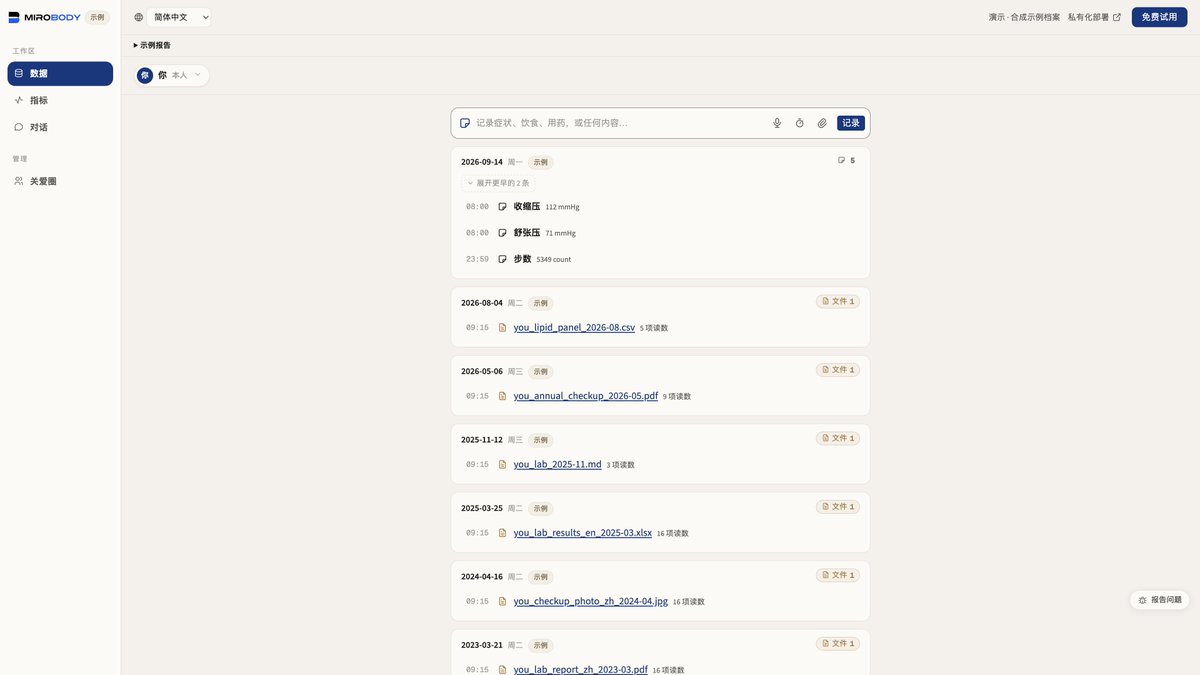 MIROBODY 示例
简体中文
演示 · 合成示例档案 私有化部署 免费试用
工作区
数据
指标
对话
管理
关爱圈
示例报告
你 你 本人
记录症状、饮食、用药，或任何内容… 记录
2026-09-14 周一 示例 5
展开更早的 2 条
08:00 收缩压 112 mmHg
08:00 舒张压 71 mmHg
23:59 步数 5349 count
2026-08-04 周二 示例 文件 1
09:15 you_lipid_panel_2026-08.csv 5 项读数
2026-05-06 周三 示例 文件 1
09:15 you_annual_checkup_2026-05.pdf 9 项读数
2025-11-12 周三 示例 文件 1
09:15 you_lab_2025-11.md 3 项读数
2025-03-25 周二 示例 文件 1
09:15 you_lab_results_en_2025-03.xlsx 16 项读数
2024-04-16 周二 示例 文件 1
09:15 you_checkup_photo_zh_2024-04.jpg 16 项读数
报告问题
2023-03-21 周二 示例 文件 1
09:15 you_lab_report_zh_2023-03.pdf 16 项读数